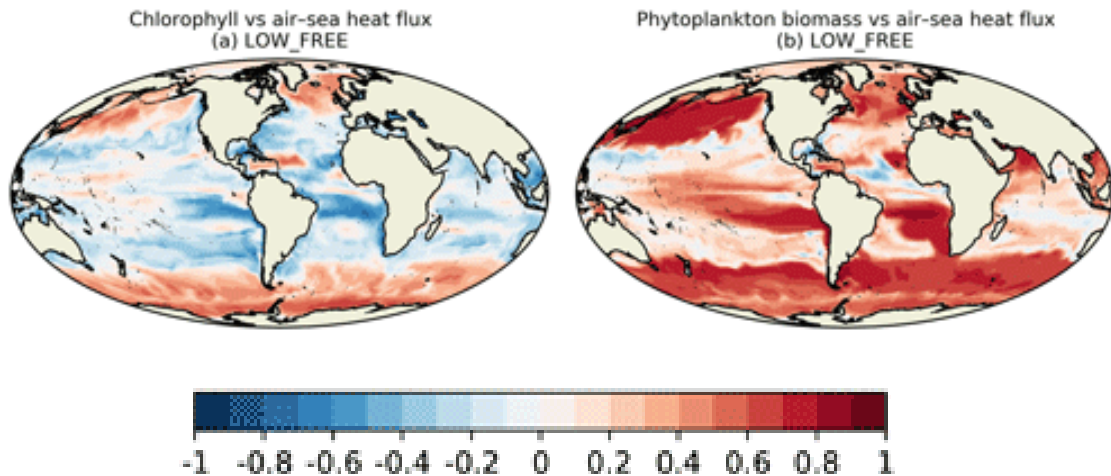 Chlorophyll vs air–sea heat flux
(a) LOW_FREE
Phytoplankton biomass vs air–sea heat flux
(b) LOW_FREE
-1 -0.8 -0.6 -0.4 -0.2 0 0.2 0.4 0.6 0.8 1